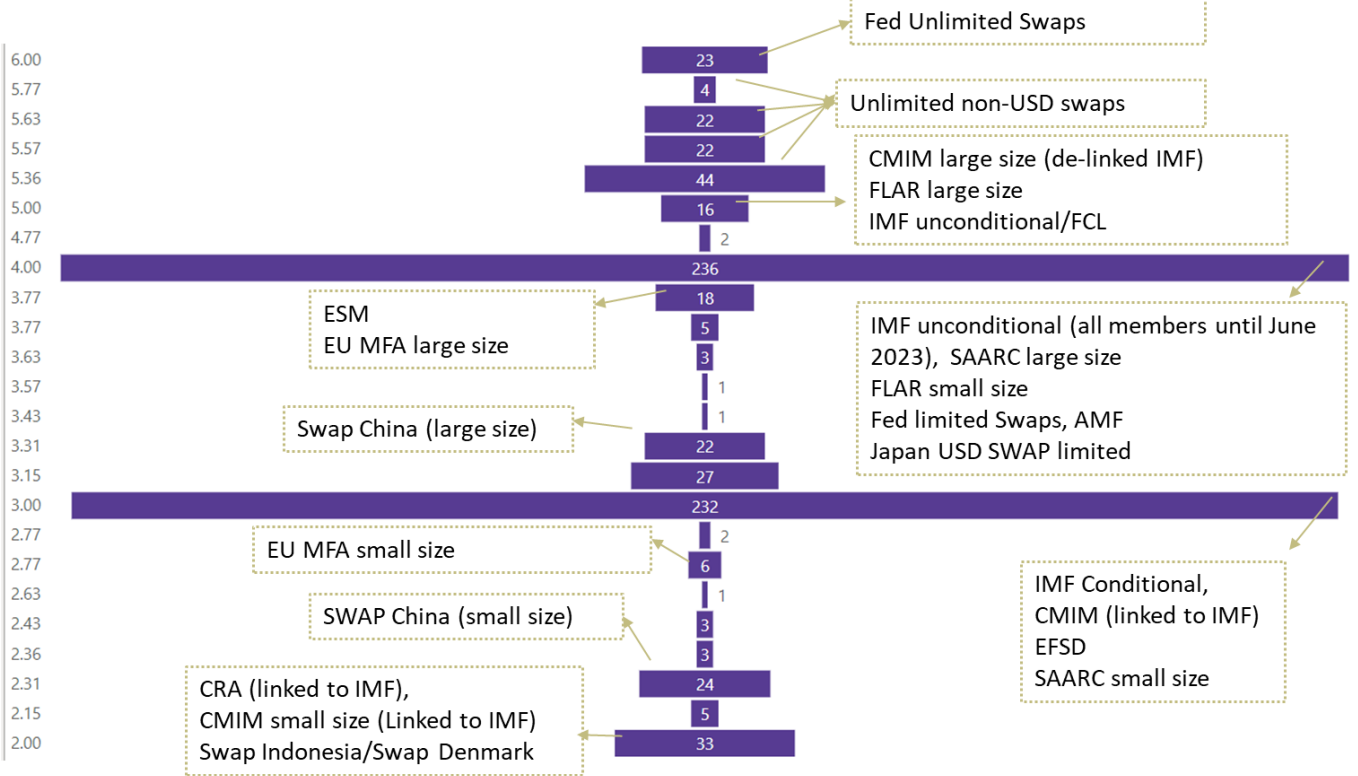 Fed Unlimited Swaps
6.00
23
5.77
4
Unlimited non-USD swaps
5.63
22
5.57
22
CMIM large size (de-linked IMF)
FLAR large size
IMF unconditional/FCL
5.36
44
5.00
16
4.77
2
4.00
236
3.77
18
ESM
EU MFA large size
IMF unconditional (all members until June
2023), SAARC large size
FLAR small size
Fed limited Swaps, AMF
Japan USD SWAP limited
3.77
5
3.63
3
3.57
1
3.43
1
Swap China (large size)
3.31
22
3.15
27
3.00
232
2.77
2
EU MFA small size
2.77
6
IMF Conditional,
CMIM (linked to IMF)
EFSD
SAARC small size
2.63
1
SWAP China (small size)
2.43
3
2.36
3
2.31
24
CRA (linked to IMF),
CMIM small size (Linked to IMF)
Swap Indonesia/Swap Denmark
2.15
5
2.00
33